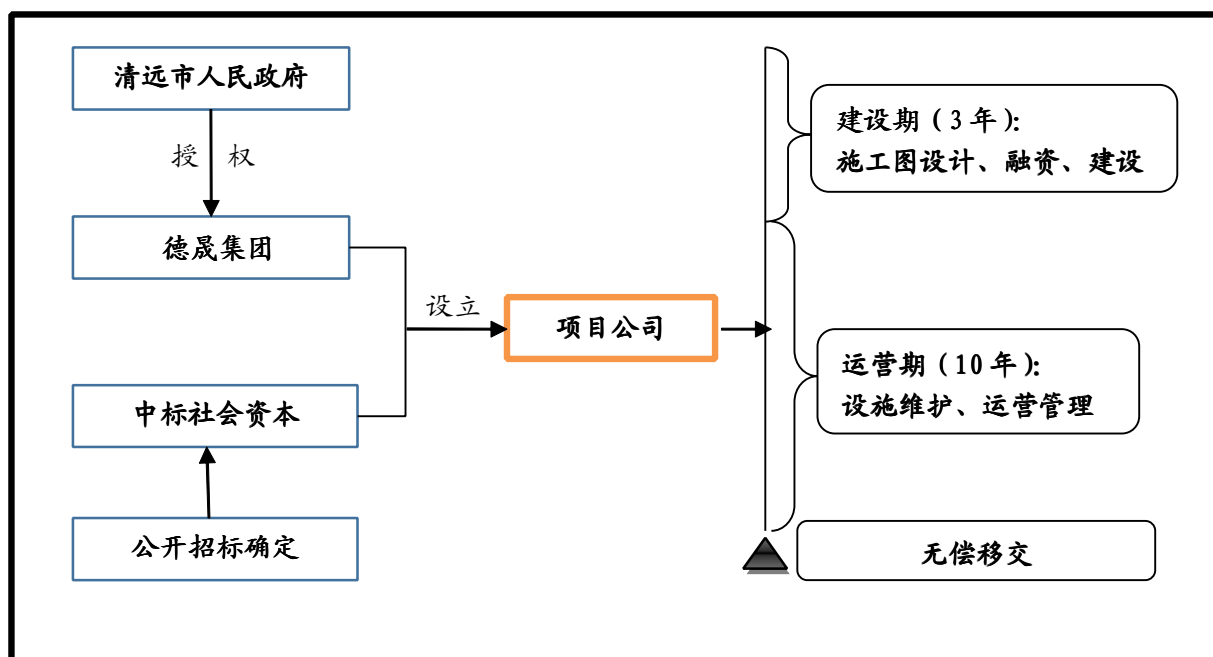 清远市人民政府
授 权
德晟集团
设立
项目公司
中标社会资本
公开招标确定
建设期（3年）：
施工图设计、融资、建设
运营期（10年）：
设施维护、运营管理
无偿移交